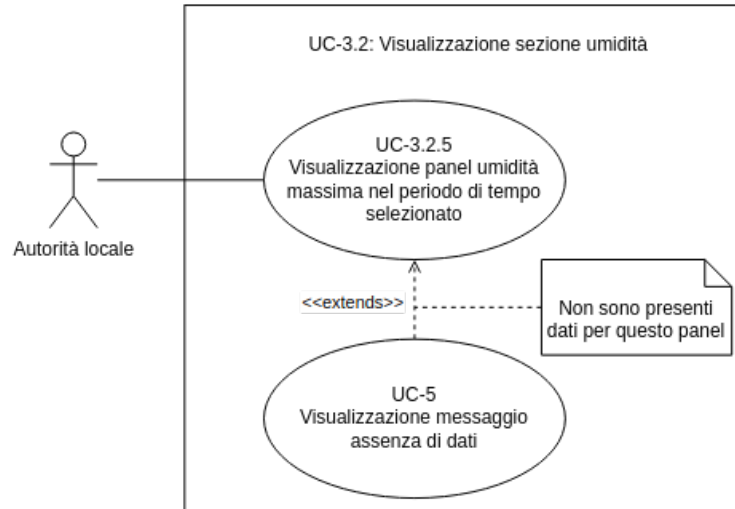 UC-3.2: Visualizzazione sezione umidità
UC-3.2.5
Visualizzazione panel umidità
massima nel periodo di tempo
selezionato
Autorità locale
<<extends>>
Non sono presenti
dati per questo panel
UC-5
Visualizzazione messaggio
assenza di dati